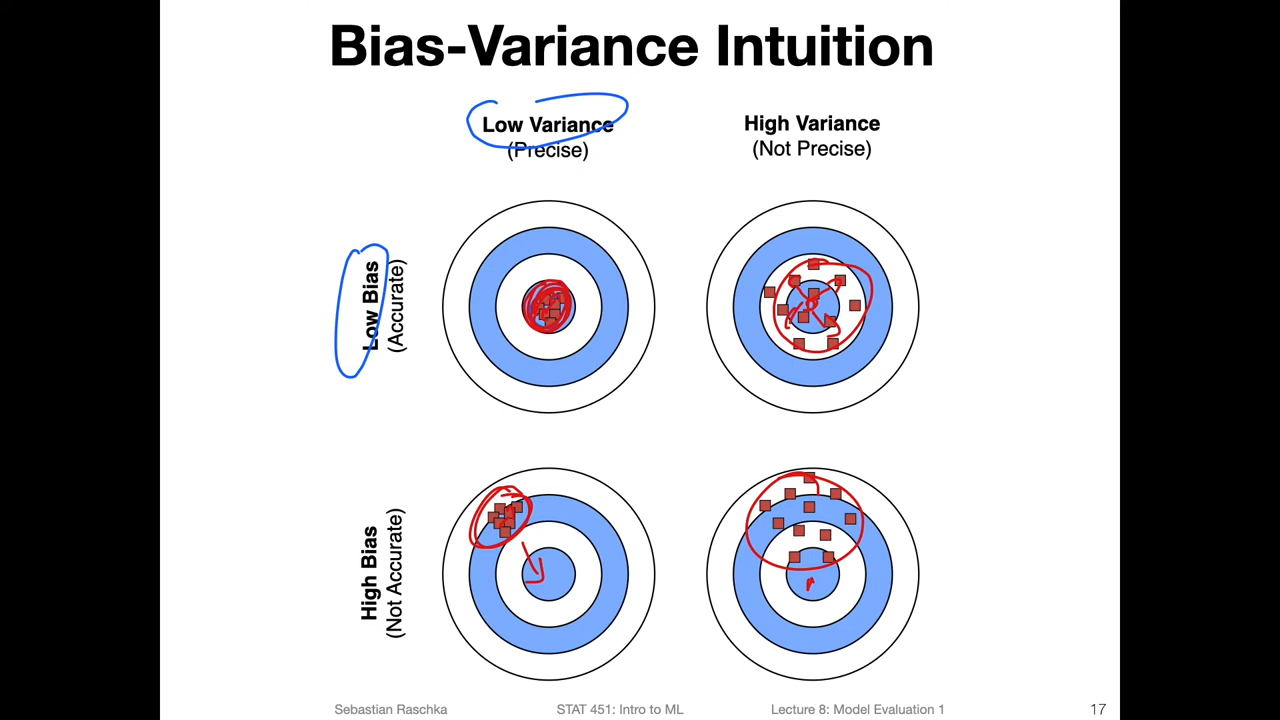 Bias-Variance Intuition
Low Variance
(Precise)
High Variance
(Not Precise)
Low Bias
(Accurate)
High Bias
(Not Accurate)
Sebastian Raschka
STAT 451: Intro to ML
Lecture 8: Model Evaluation 1
17